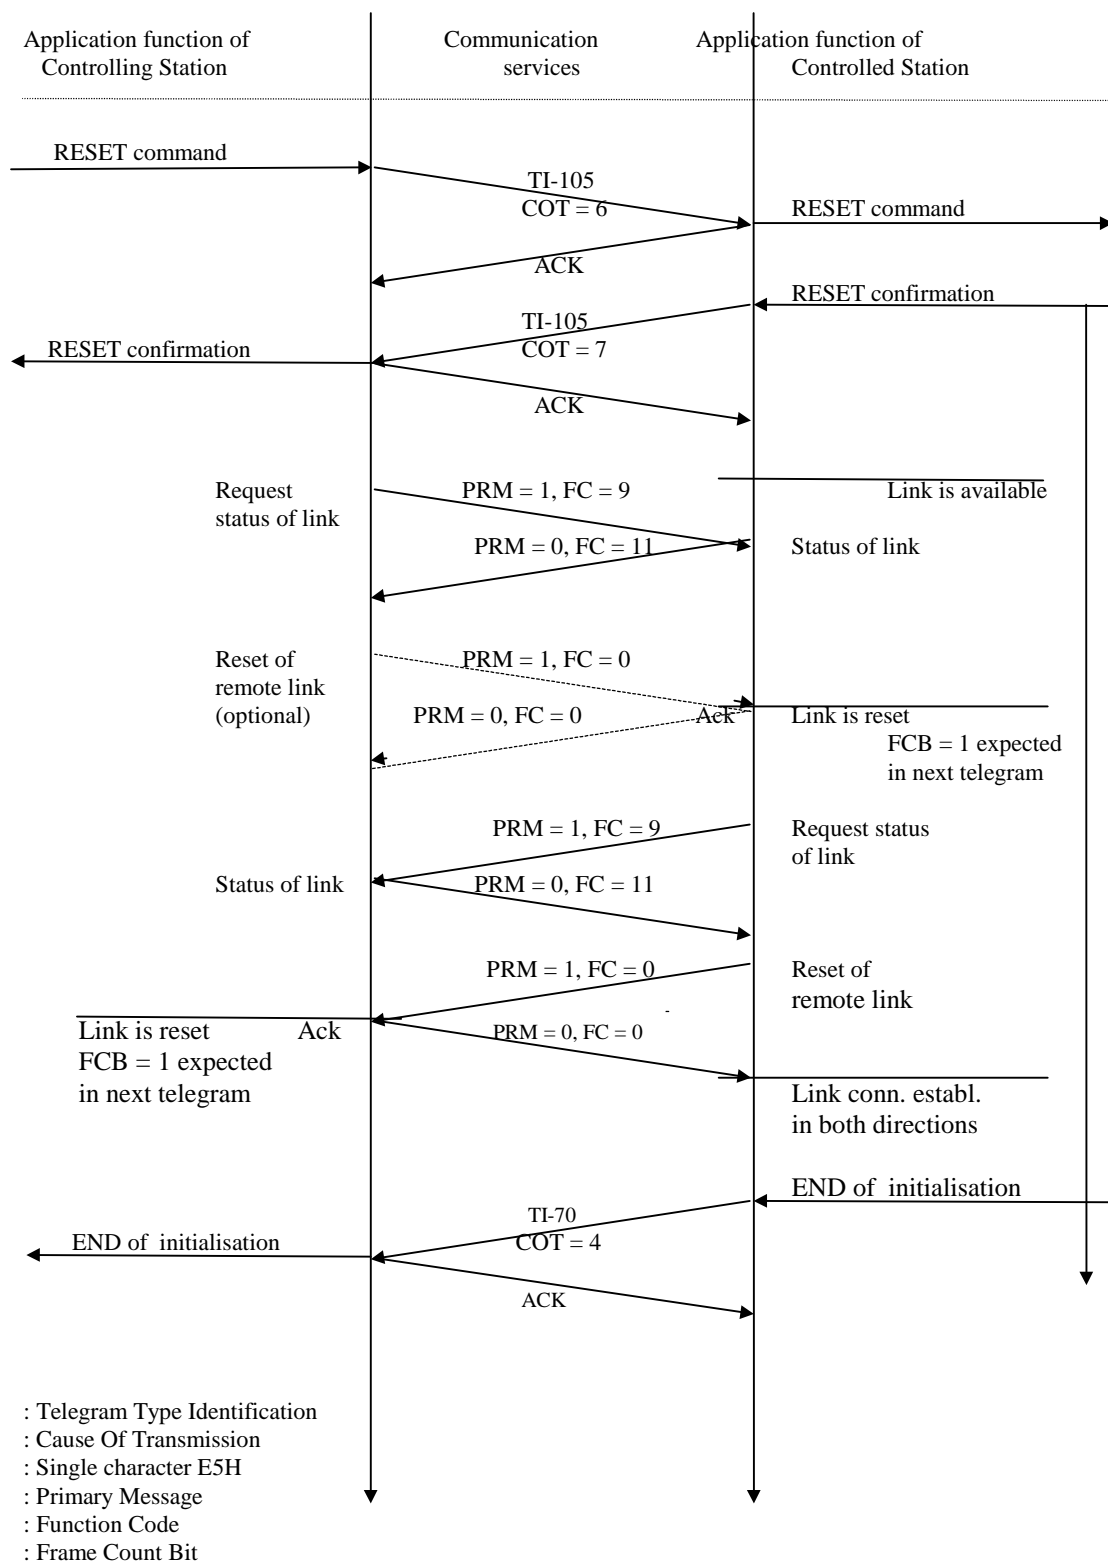 Application function of
Controlling Station
Communication
services
Application function of
Controlled Station
RESET command
TI-105
COT = 6
RESET command
ACK
RESET confirmation
TI-105
COT = 7
RESET confirmation
ACK
Request
status of link
PRM = 1, FC = 9
Link is available
PRM = 0, FC = 11
Status of link
Reset of
remote link
(optional)
PRM = 1, FC = 0
PRM = 0, FC = 0
Ack
Link is reset
FCB = 1 expected
in next telegram
PRM = 1, FC = 9
Request status
of link
Status of link
PRM = 0, FC = 11
PRM = 1, FC = 0
Reset of
remote link
Link is reset
Ack
FCB = 1 expected
in next telegram
PRM = 0, FC = 0
Link conn. establ.
in both directions
END of initialisation
TI-70
COT = 4
END of initialisation
ACK
: Telegram Type Identification
: Cause Of Transmission
: Single character E5H
: Primary Message
: Function Code
: Frame Count Bit